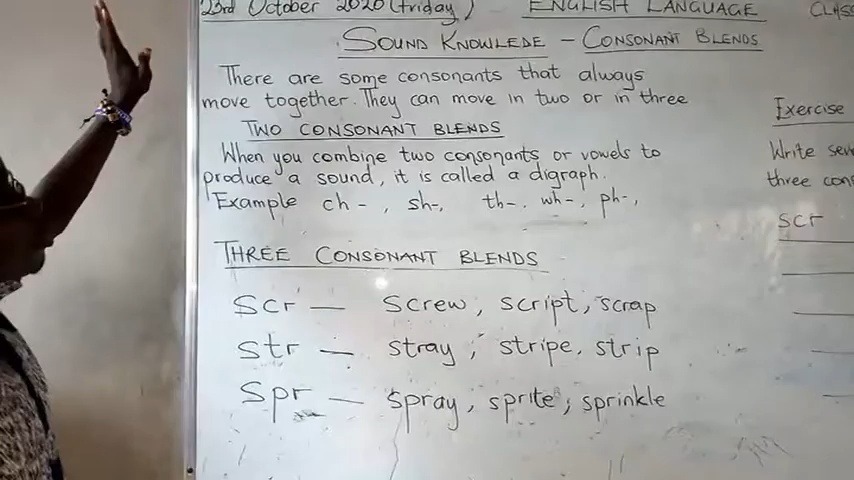 23rd October 2020 (Friday) ENGLISH LANGUAGE CLASS
SOUND KNOWLEDE - CONSONANT BLENDS
There are some consonants that always
move together. They can move in two or in three
TWO CONSONANT BLENDS
When you combine two consonants or vowels to
produce a sound, it is called a digraph.
Example ch-, sh-, th-, wh-, ph-,
THREE CONSONANT BLENDS
scr — screw, script, scrap
str — stray, stripe, strip
spr — spray, sprite, sprinkle
Exercise
Write
three
scr